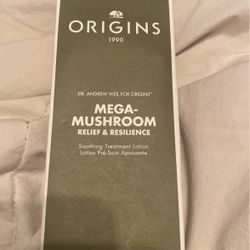 ORIGINS
1990
DR. ANDREW WEIL FOR ORIGINS™
MEGA-
MUSHROOM
RELIEF & RESILIENCE
Soothing Treatment Lotion
Lotion Pré-Soin Apaisante